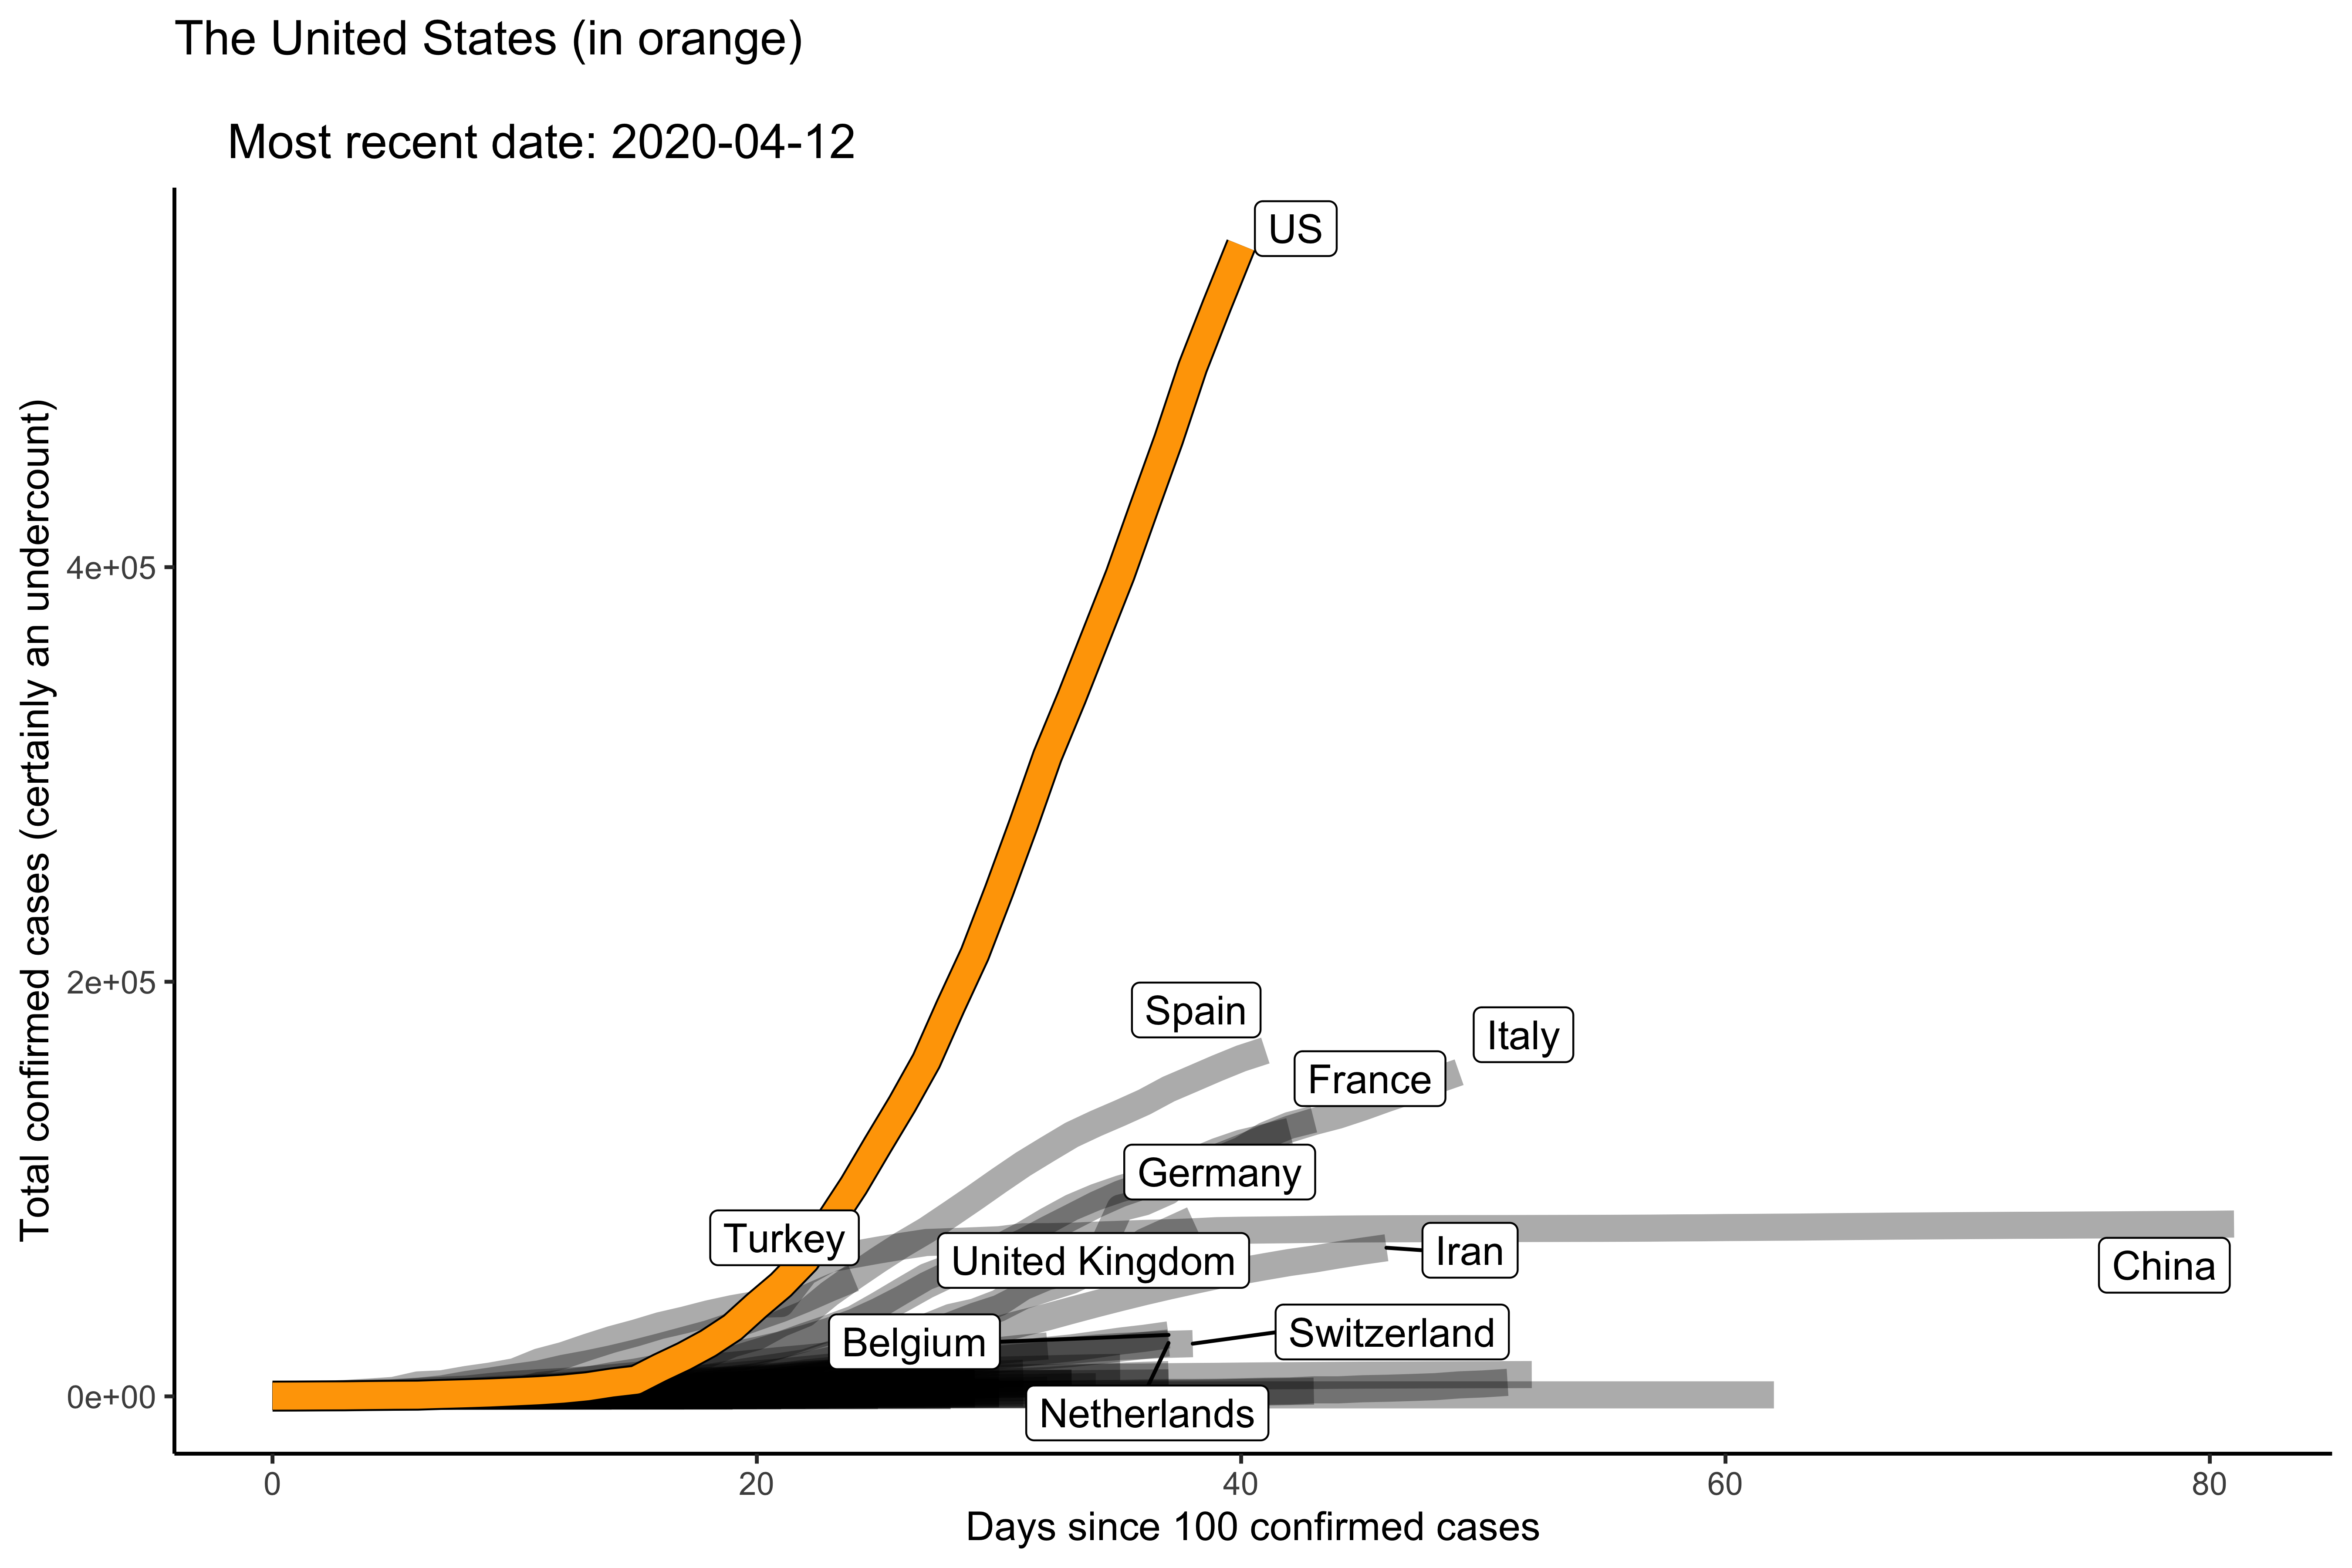 The United States (in orange)
Most recent date: 2020-04-12
Total confirmed cases (certainly an undercount)
4e+05
2e+05
0e+00
US
Spain
Italy
France
Germany
Turkey
United Kingdom
Iran
China
Belgium
Switzerland
Netherlands
0 20 40 60 80
Days since 100 confirmed cases